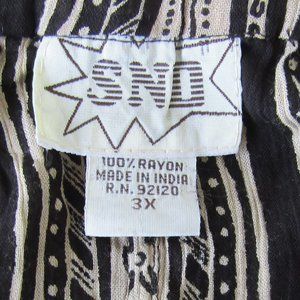 SND
100% RAYON
MADE IN INDIA
R.N. 92120
3X